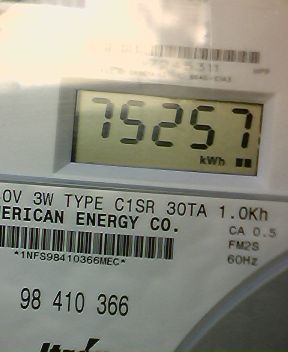 75257
kWh
0V 3W TYPE C1SR 30TA 1.0Kh
ERICAN ENERGY CO.
CA 0.5
FM2S
60Hz
*1NFS98410366MEC*
98 410 366